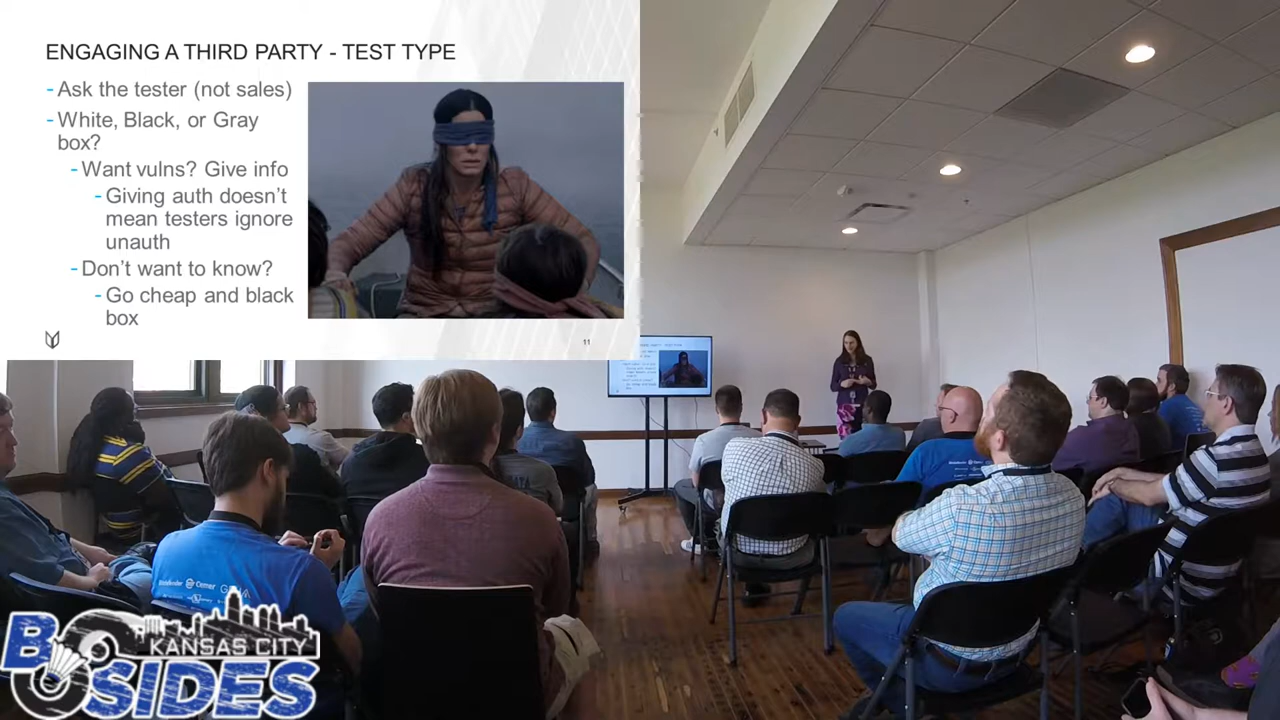 ENGAGING A THIRD PARTY - TEST TYPE
- Ask the tester (not sales)
- White, Black, or Gray
box?
- Want vulns? Give info
- Giving auth doesn't
mean testers ignore
unauth
- Don't want to know?
- Go cheap and black
box
11
Cerner
BSIDES
KANSAS CITY